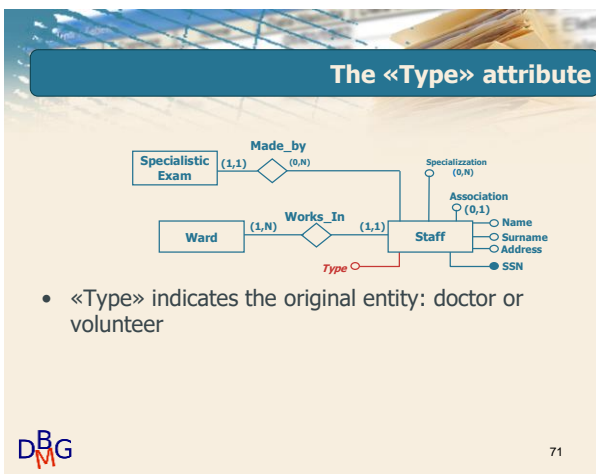 The «Type» attribute
Made_by
Specialistic
Exam
(1,1)
(0,N)
Specializzation
(0,N)
Association
(0,1)
Name
Surname
Address
SSN
Ward
(1,N)
Works_In
(1,1)
Staff
Type
• «Type» indicates the original entity: doctor or
volunteer
DBMG
71